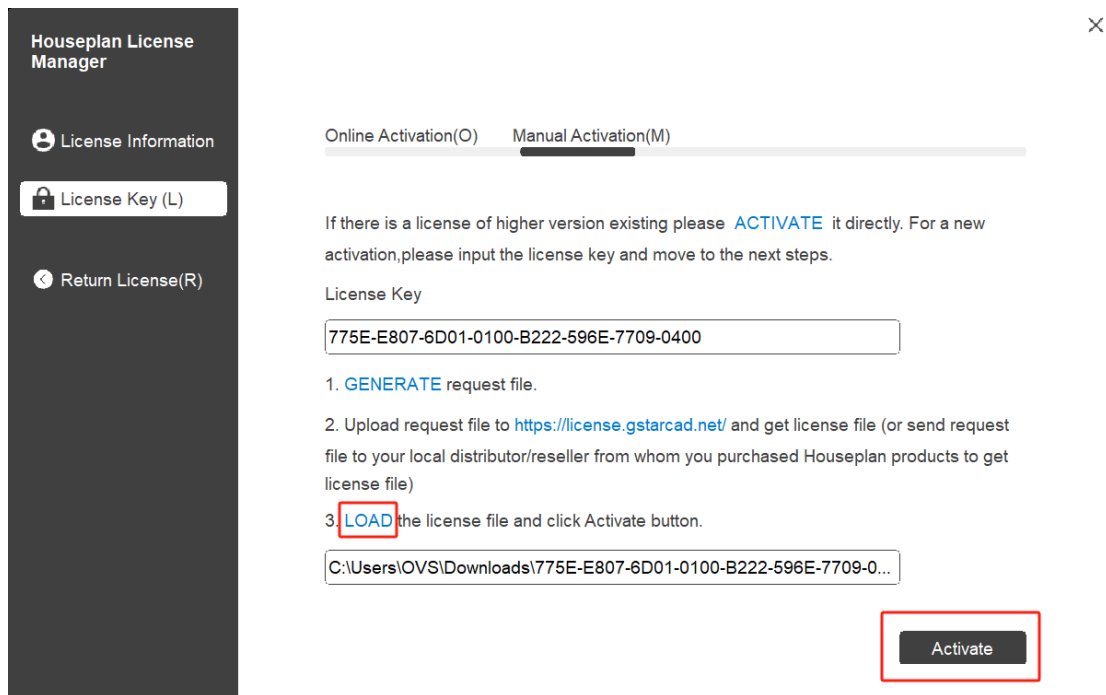 Houseplan License
Manager
License Information
License Key (L)
Return License(R)
Online Activation(O)
Manual Activation(M)
If there is a license of higher version existing please ACTIVATE it directly. For a new
activation,please input the license key and move to the next steps.
License Key
775E-E807-6D01-0100-B222-596E-7709-0400
1. GENERATE request file.
2. Upload request file to https://license.gstarcad.net/ and get license file (or send request
file to your local distributor/reseller from whom you purchased Houseplan products to get
license file)
3. LOAD the license file and click Activate button.
C:\Users\OVS\Downloads\775E-E807-6D01-0100-B222-596E-7709-0...
Activate